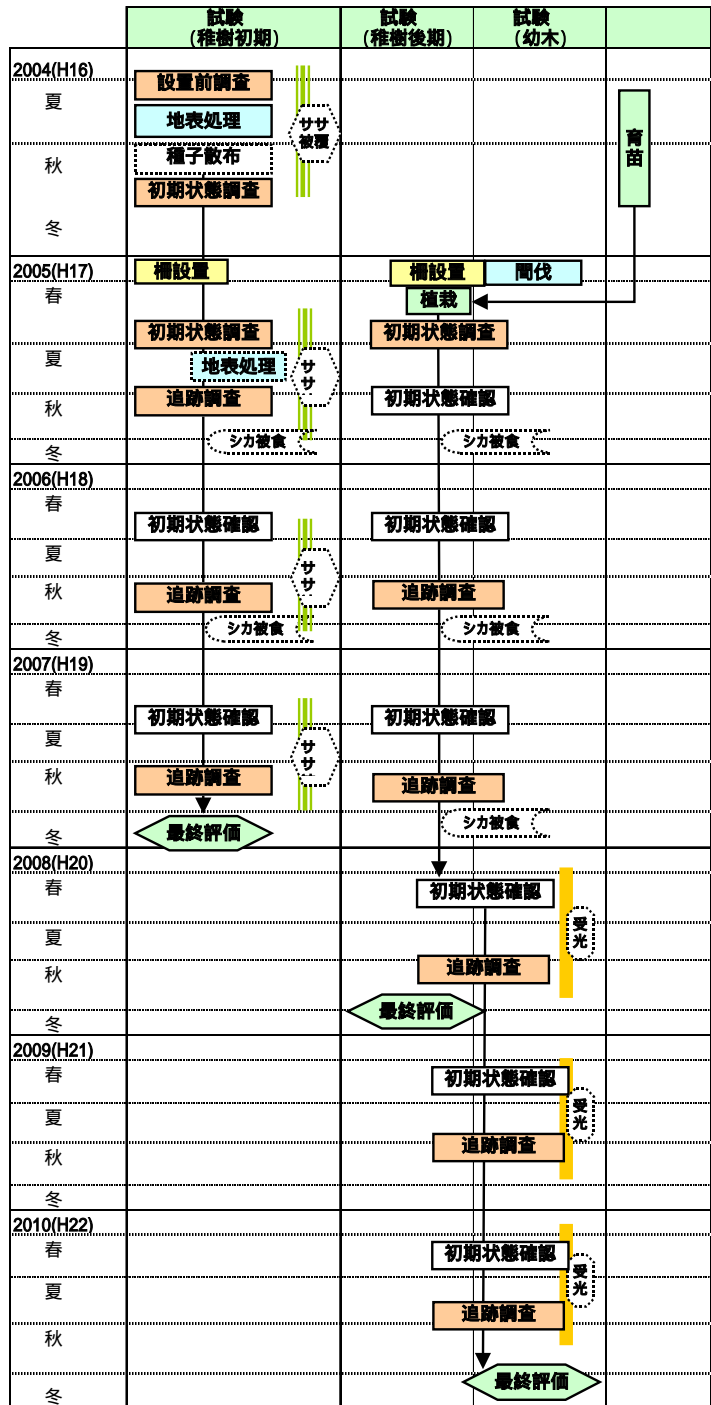 試験
(稚樹初期)
試験
(稚樹後期)
試験
(幼木)
2004(H16)
夏
秋
冬
設置前調査
地表処理
種子散布
初期状態調査
ササ
被覆
育苗
2005(H17)
春
夏
秋
冬
柵設置
初期状態調査
地表処理
追跡調査
シカ被食
ササ
柵設置
間伐
植栽
初期状態調査
初期状態確認
シカ被食
2006(H18)
春
夏
秋
冬
初期状態確認
追跡調査
シカ被食
ササ
初期状態確認
追跡調査
シカ被食
2007(H19)
春
夏
秋
冬
初期状態確認
追跡調査
最終評価
ササ
初期状態確認
追跡調査
シカ被食
2008(H20)
春
夏
秋
冬
初期状態確認
追跡調査
最終評価
受光
2009(H21)
春
夏
秋
冬
初期状態確認
追跡調査
受光
2010(H22)
春
夏
秋
冬
初期状態確認
追跡調査
最終評価
受光